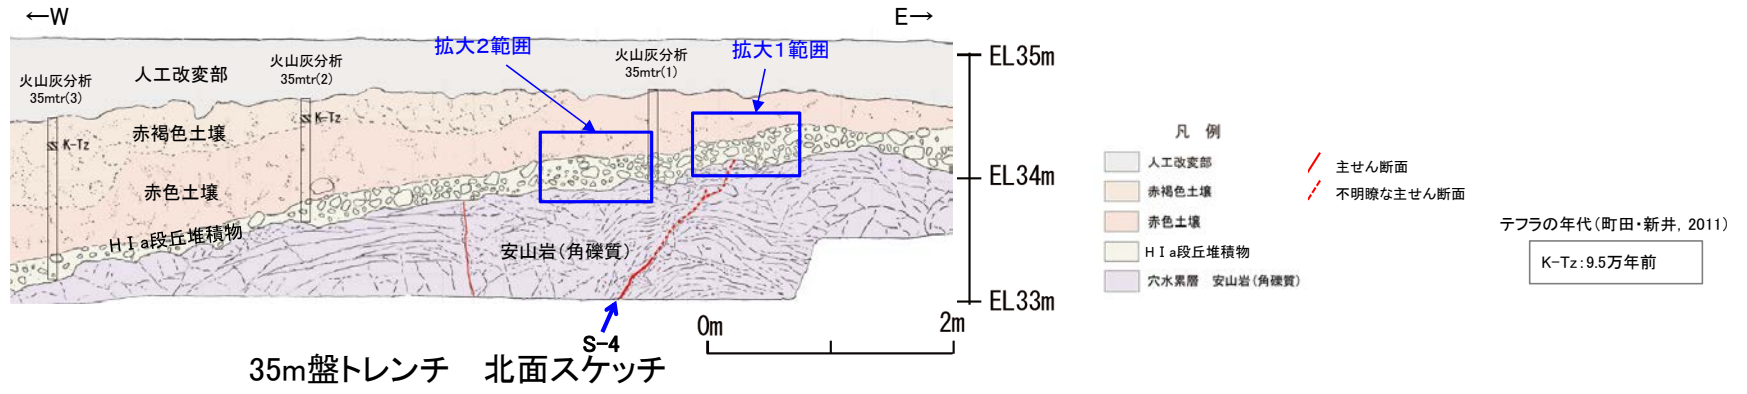 ←W
E→
拡大2範囲
拡大1範囲
火山灰分析
35mtr(3)
人工改変部
火山灰分析
35mtr(2)
火山灰分析
35mtr(1)
EL35m
K-Tz
K-Tz
赤褐色土壌
赤色土壌
HⅠa段丘堆積物
安山岩(角礫質)
EL34m
EL33m
S-4
0m
2m
35m盤トレンチ 北面スケッチ
凡 例
人工改変部
赤褐色土壌
赤色土壌
HⅠa段丘堆積物
穴水累層 安山岩(角礫質)
主せん断面
不明瞭な主せん断面
テフラの年代(町田・新井, 2011)
K-Tz:9.5万年前